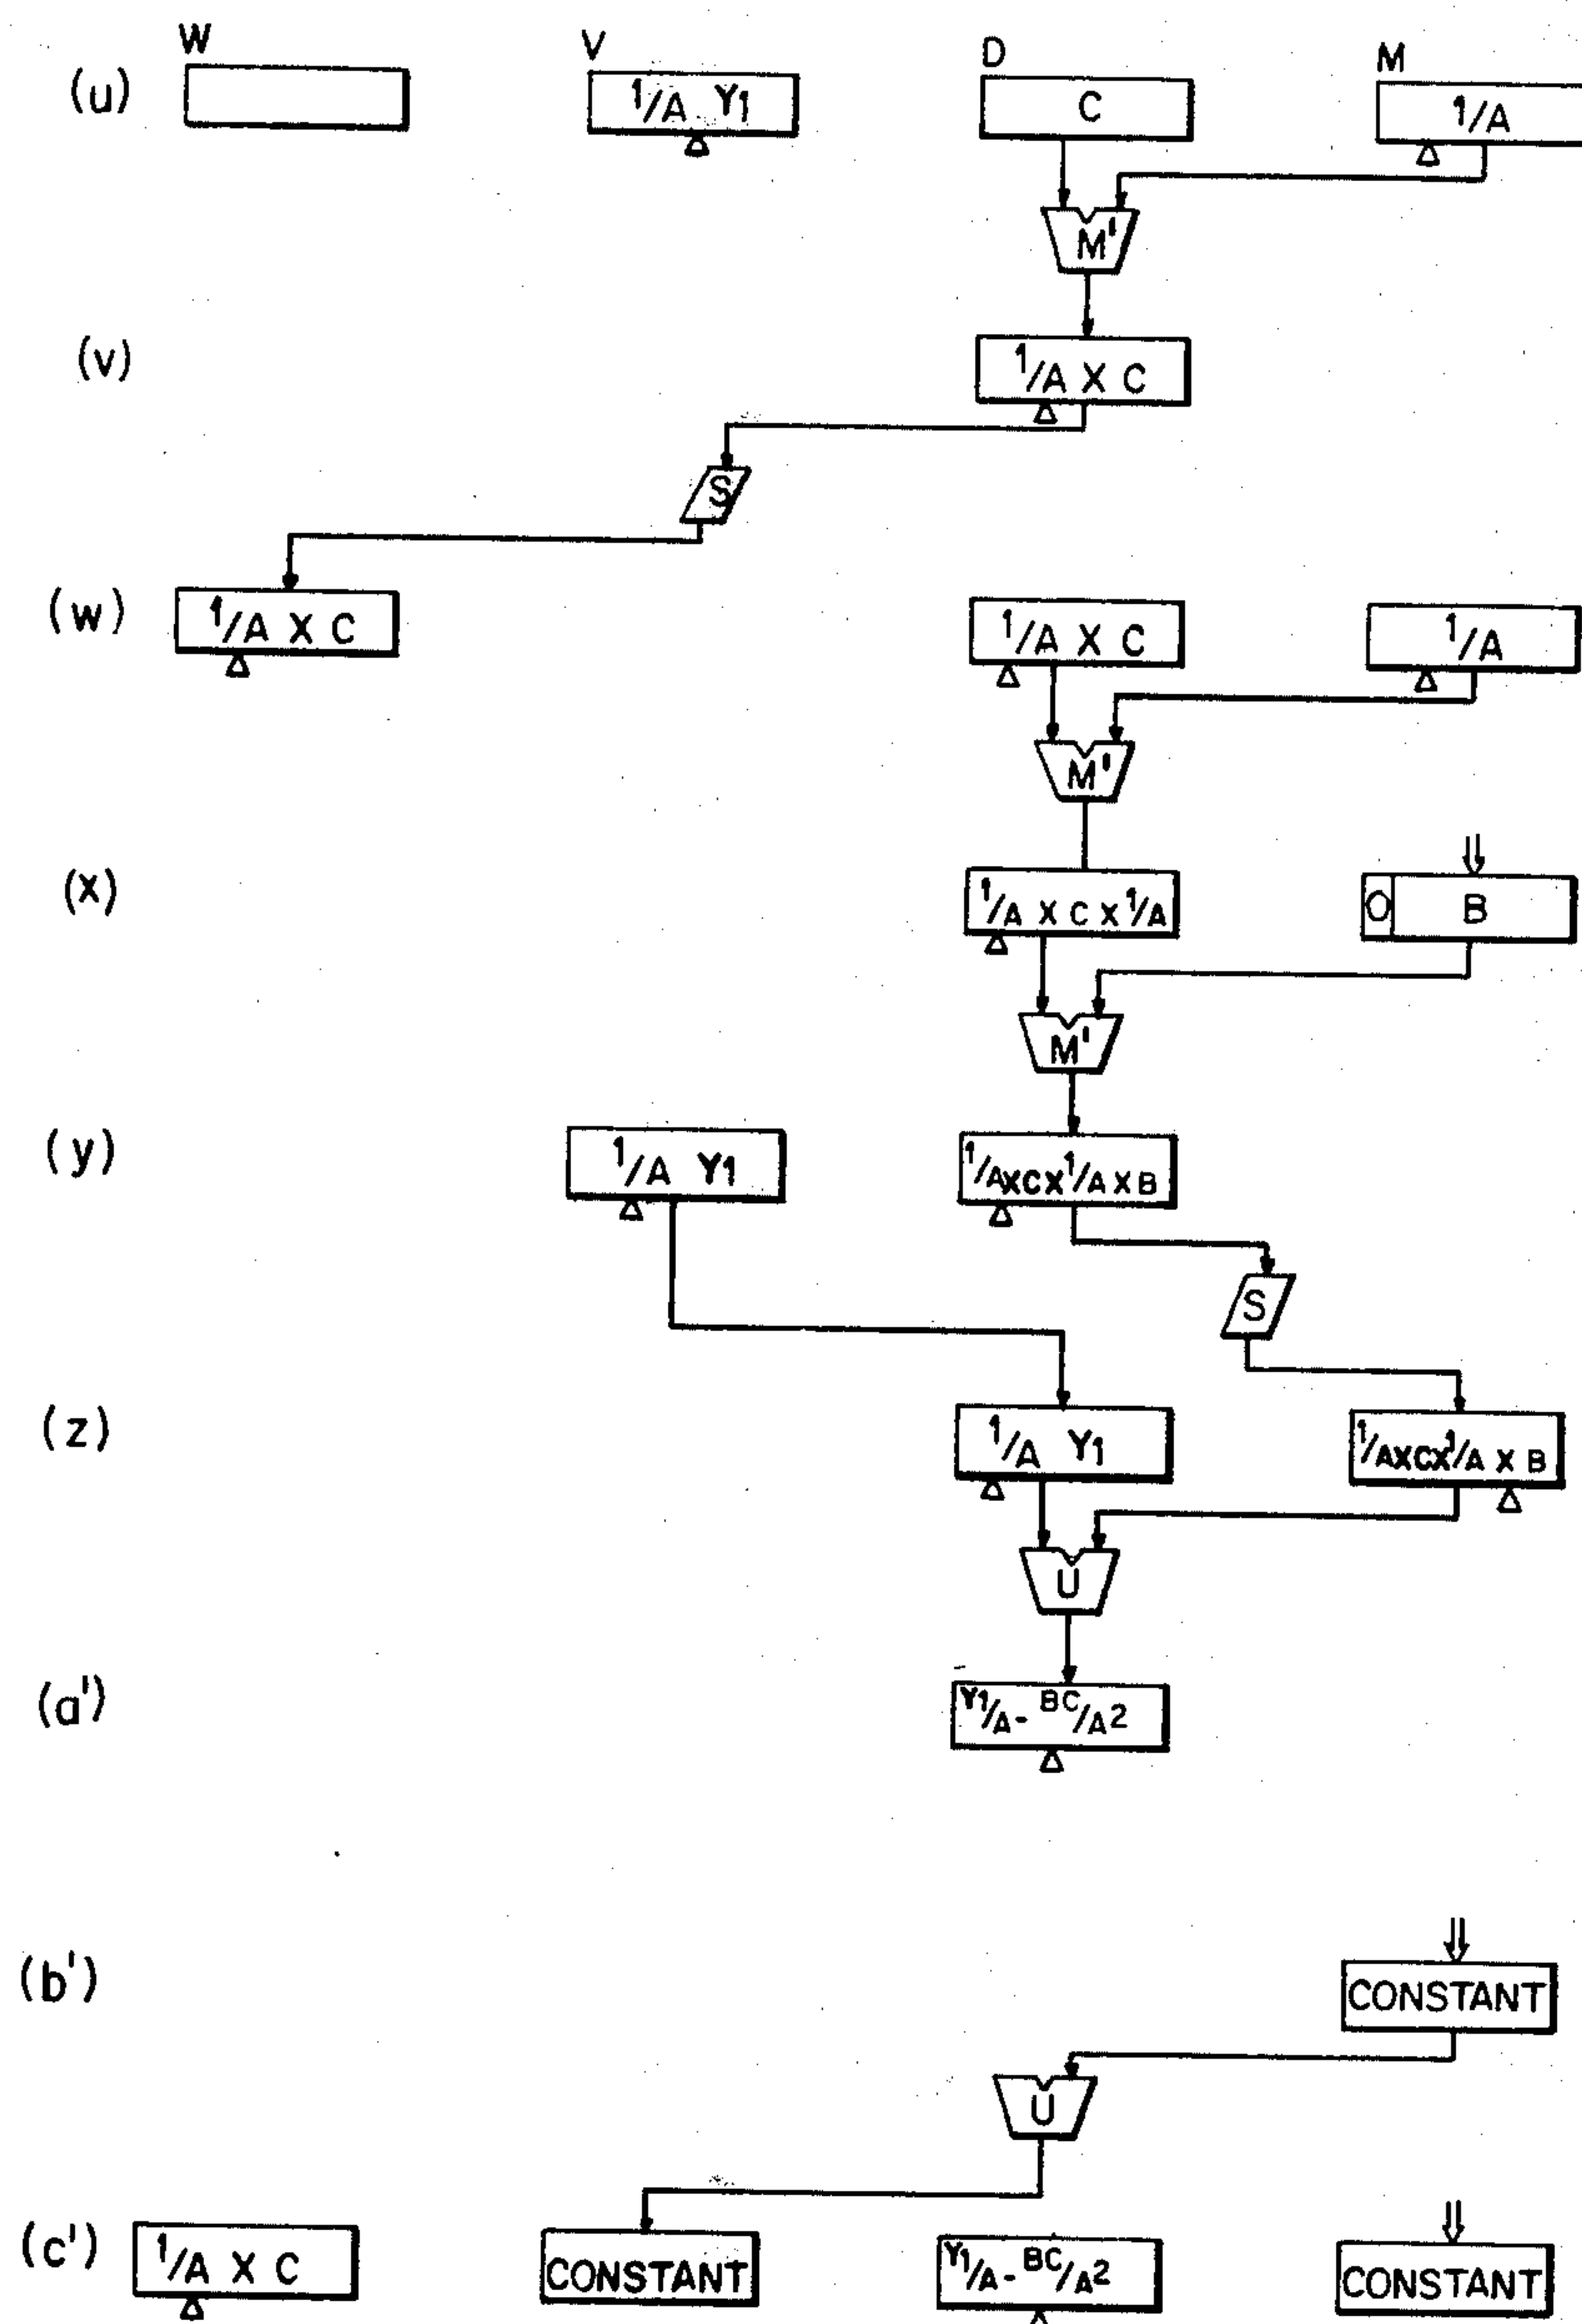 W V D M
(u) 1/A Y1 C 1/A
M'
(v) 1/A X C
S
(w) 1/A X C 1/A X C 1/A
M'
(x) 1/A X C X 1/A O B
M'
(y) 1/A Y1 1/A X C X 1/A X B
S
(z) 1/A Y1 1/A X C X 1/A X B
U
(a') Y1/A - BC/A2
(b') CONSTANT
U
(c') 1/A X C CONSTANT Y1/A - BC/A2 CONSTANT